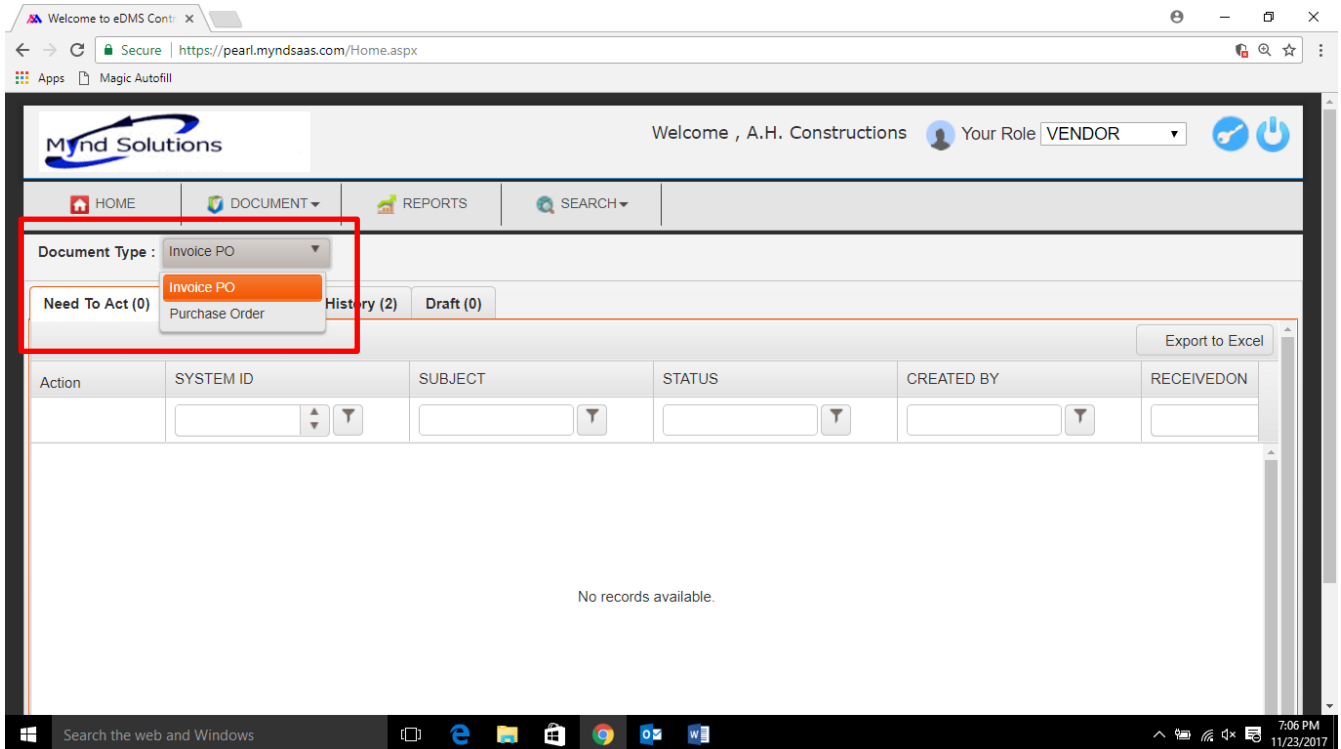 Welcome to eDMS Contr
Secure | https://pearl.myndsaas.com/Home.aspx
Apps Magic Autofill
Mynd Solutions
Welcome , A.H. Constructions Your Role VENDOR
HOME DOCUMENT REPORTS SEARCH
Document Type : Invoice PO
Invoice PO
Purchase Order
Need To Act (0) History (2) Draft (0)
Export to Excel
Action SYSTEM ID SUBJECT STATUS CREATED BY RECEIVEDON
No records available.
Search the web and Windows
7:06 PM
11/23/2017